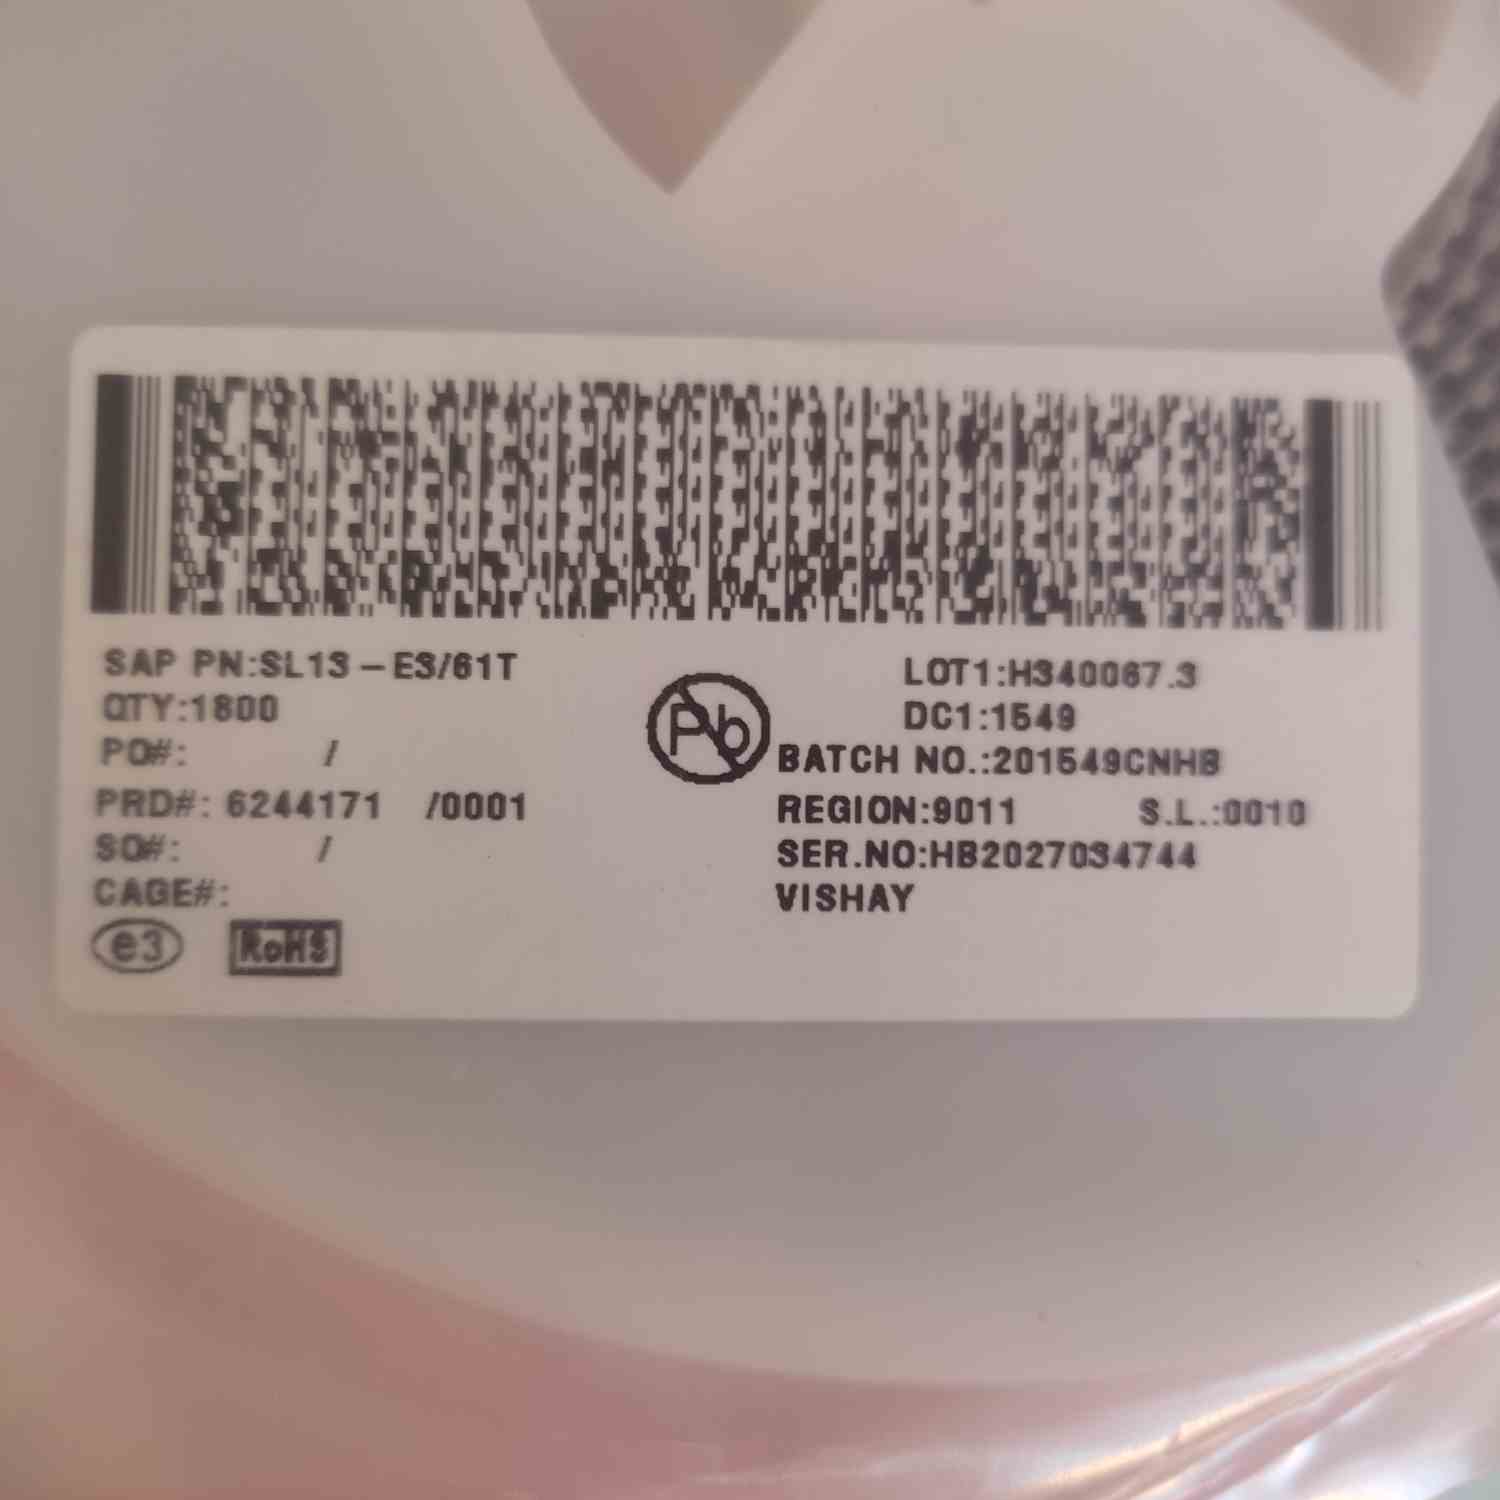 SAP PN:SL13-E3/61T
QTY:1800
PO#: /
PRD#: 6244171 /0001
SO#: /
CAGE#:
e3 RoHS
Pb
LOT1:H340067.3
DC1:1549
BATCH NO.:201549CNHB
REGION:9011 S.L.:0010
SER.NO:HB2027034744
VISHAY